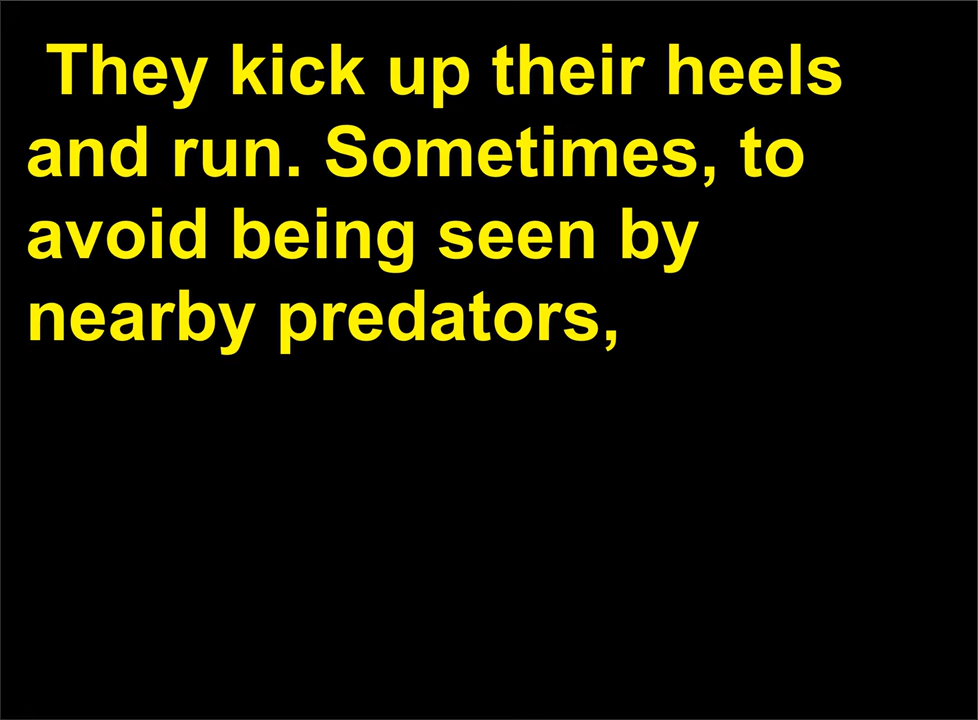 They kick up their heels
and run. Sometimes, to
avoid being seen by
nearby predators,